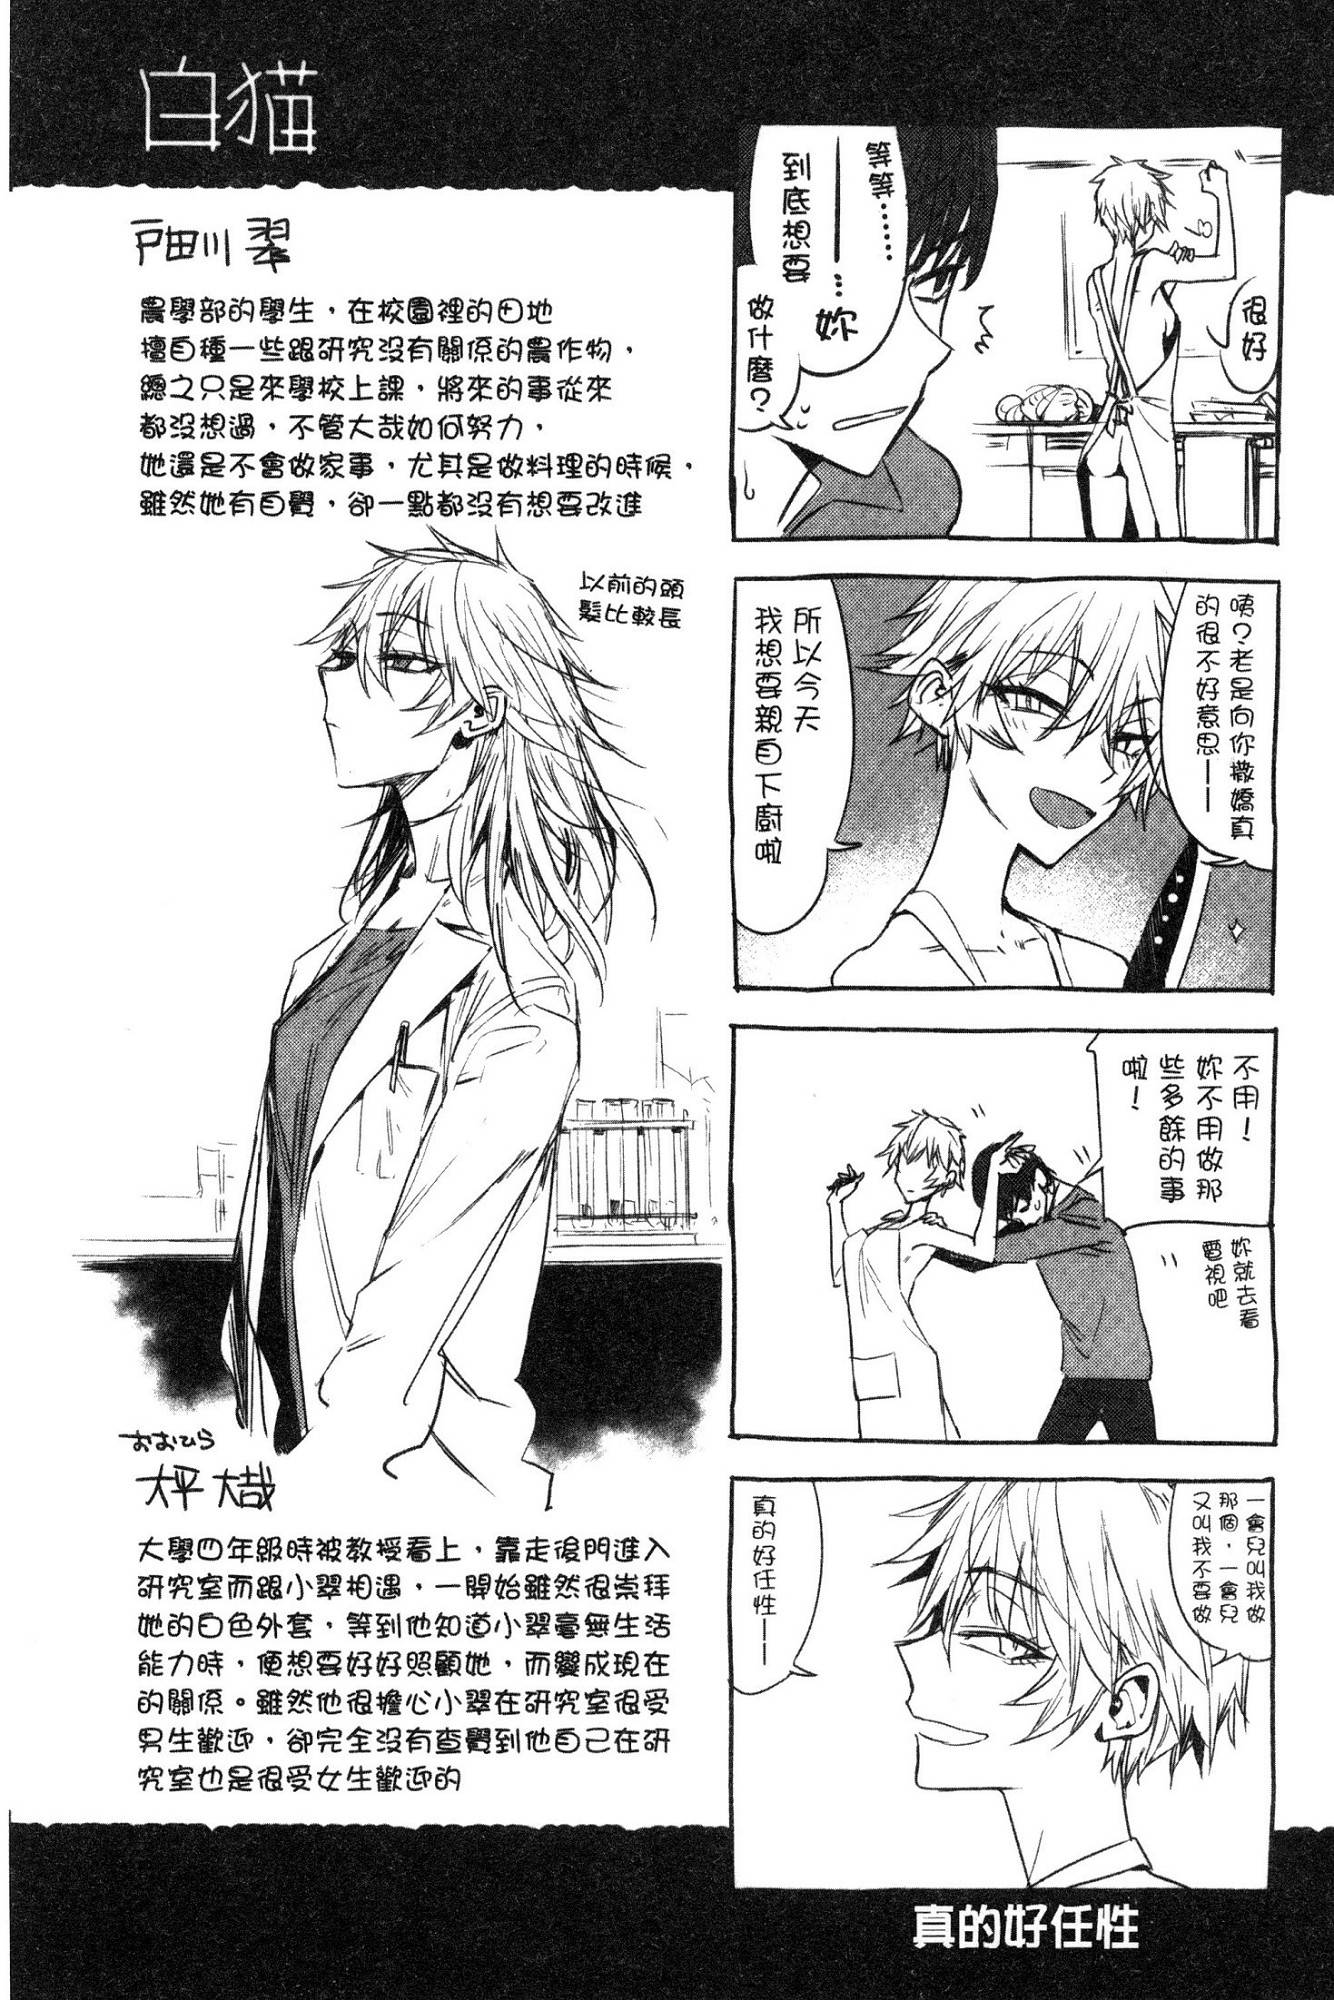 白猫
戸田川 翠
農學部的學生，在校園裡的田地
擅自種一些跟研究沒有關係的農作物，
總之只是來學校上課，將來的事從來
都沒想過，不管大哉如何努力，
她還是不會做家事，尤其是做料理的時候，
雖然她有自覺，卻一點都沒有想要改進
以前的頭
髮比較長
おおひら
大平 大哉
大學四年級時被教授看上，靠走後門進入
研究室而跟小翠相遇，一開始雖然很崇拜
她的白色外套，等到他知道小翠毫無生活
能力時，便想要好好照顧她，而變成現在
的關係。雖然他很擔心小翠在研究室很受
男生歡迎，卻完全沒有查覺到他自己在研
究室也是很受女生歡迎的
很好
等等……
——…妳
到底想要
做什麼？
咦？老是向你撒嬌真
的很不好意思——
所以今天
我想要親自下廚啦
不用！
妳不用做那
些多餘的事
啦！
妳就去看
電視吧
一會兒叫我做
那個，一會兒
又叫我不要做
真的好任性——
真的好任性